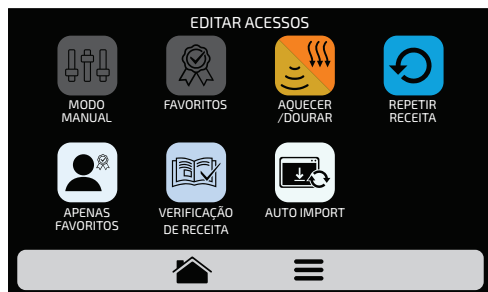 EDITAR ACESSOS
MODO
MANUAL
FAVORITOS
AQUECER
/DOURAR
REPETIR
RECEITA
APENAS
FAVORITOS
VERIFICAÇÃO
DE RECEITA
AUTO IMPORT